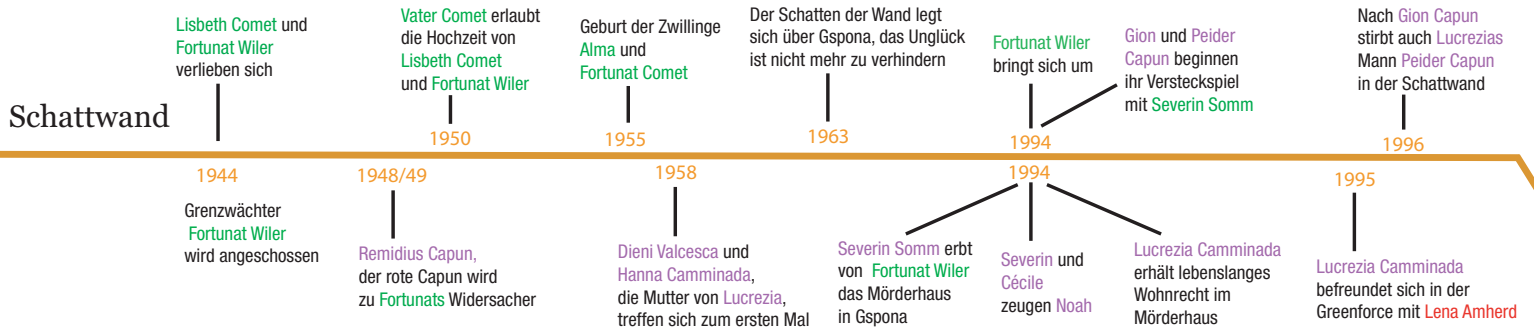 Schattwand
Lisbeth Comet und
Fortunat Wiler
verlieben sich
1944
Grenzwächter
Fortunat Wiler
wird angeschossen
1948/49
Remidius Capun,
der rote Capun wird
zu Fortunats Widersacher
Vater Comet erlaubt
die Hochzeit von
Lisbeth Comet
und Fortunat Wiler
1950
Geburt der Zwillinge
Alma und
Fortunat Comet
1955
1958
Dieni Valcesca und
Hanna Camminada,
die Mutter von Lucrezia,
treffen sich zum ersten Mal
Der Schatten der Wand legt
sich über Gspona, das Unglück
ist nicht mehr zu verhindern
1963
Fortunat Wiler
bringt sich um
Gion und Peider
Capun beginnen
ihr Versteckspiel
mit Severin Somm
1994
1994
Severin Somm erbt
von Fortunat Wiler
das Mörderhaus
in Gspona
Severin und
Cécile
zeugen Noah
Lucrezia Camminada
erhält lebenslanges
Wohnrecht im
Mörderhaus
1995
Lucrezia Camminada
befreundet sich in der
Greenforce mit Lena Amherd
Nach Gion Capun
stirbt auch Lucrezias
Mann Peider Capun
in der Schattwand
1996